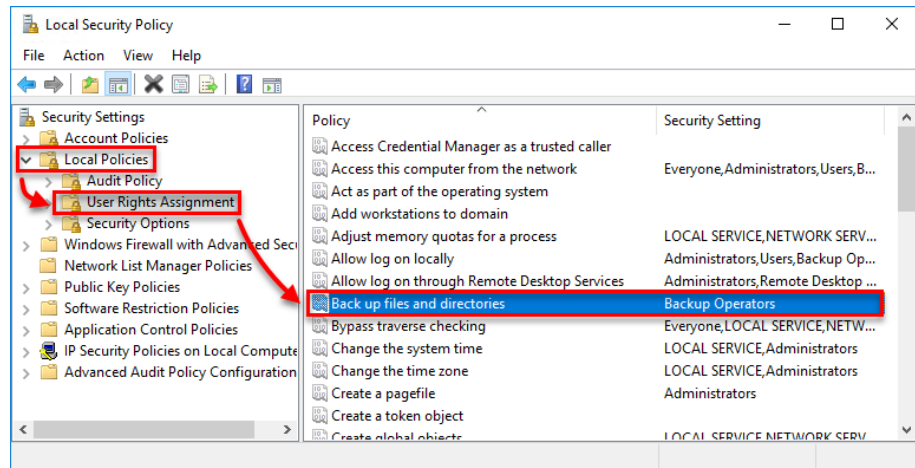 Local Security Policy
File Action View Help
Security Settings
Account Policies
Local Policies
Audit Policy
User Rights Assignment
Security Options
Windows Firewall with Advanced Secu
Network List Manager Policies
Public Key Policies
Software Restriction Policies
Application Control Policies
IP Security Policies on Local Compute
Advanced Audit Policy Configuration
Policy Security Setting
Access Credential Manager as a trusted caller
Access this computer from the network Everyone,Administrators,Users,B...
Act as part of the operating system
Add workstations to domain
Adjust memory quotas for a process LOCAL SERVICE,NETWORK SERV...
Allow log on locally Administrators,Users,Backup Op...
Allow log on through Remote Desktop Services Administrators,Remote Desktop ...
Back up files and directories Backup Operators
Bypass traverse checking Everyone,LOCAL SERVICE,NETW...
Change the system time LOCAL SERVICE,Administrators
Change the time zone LOCAL SERVICE,Administrators
Create a pagefile Administrators
Create a token object
Create global objects LOCAL SERVICE,NETWORK SERV...